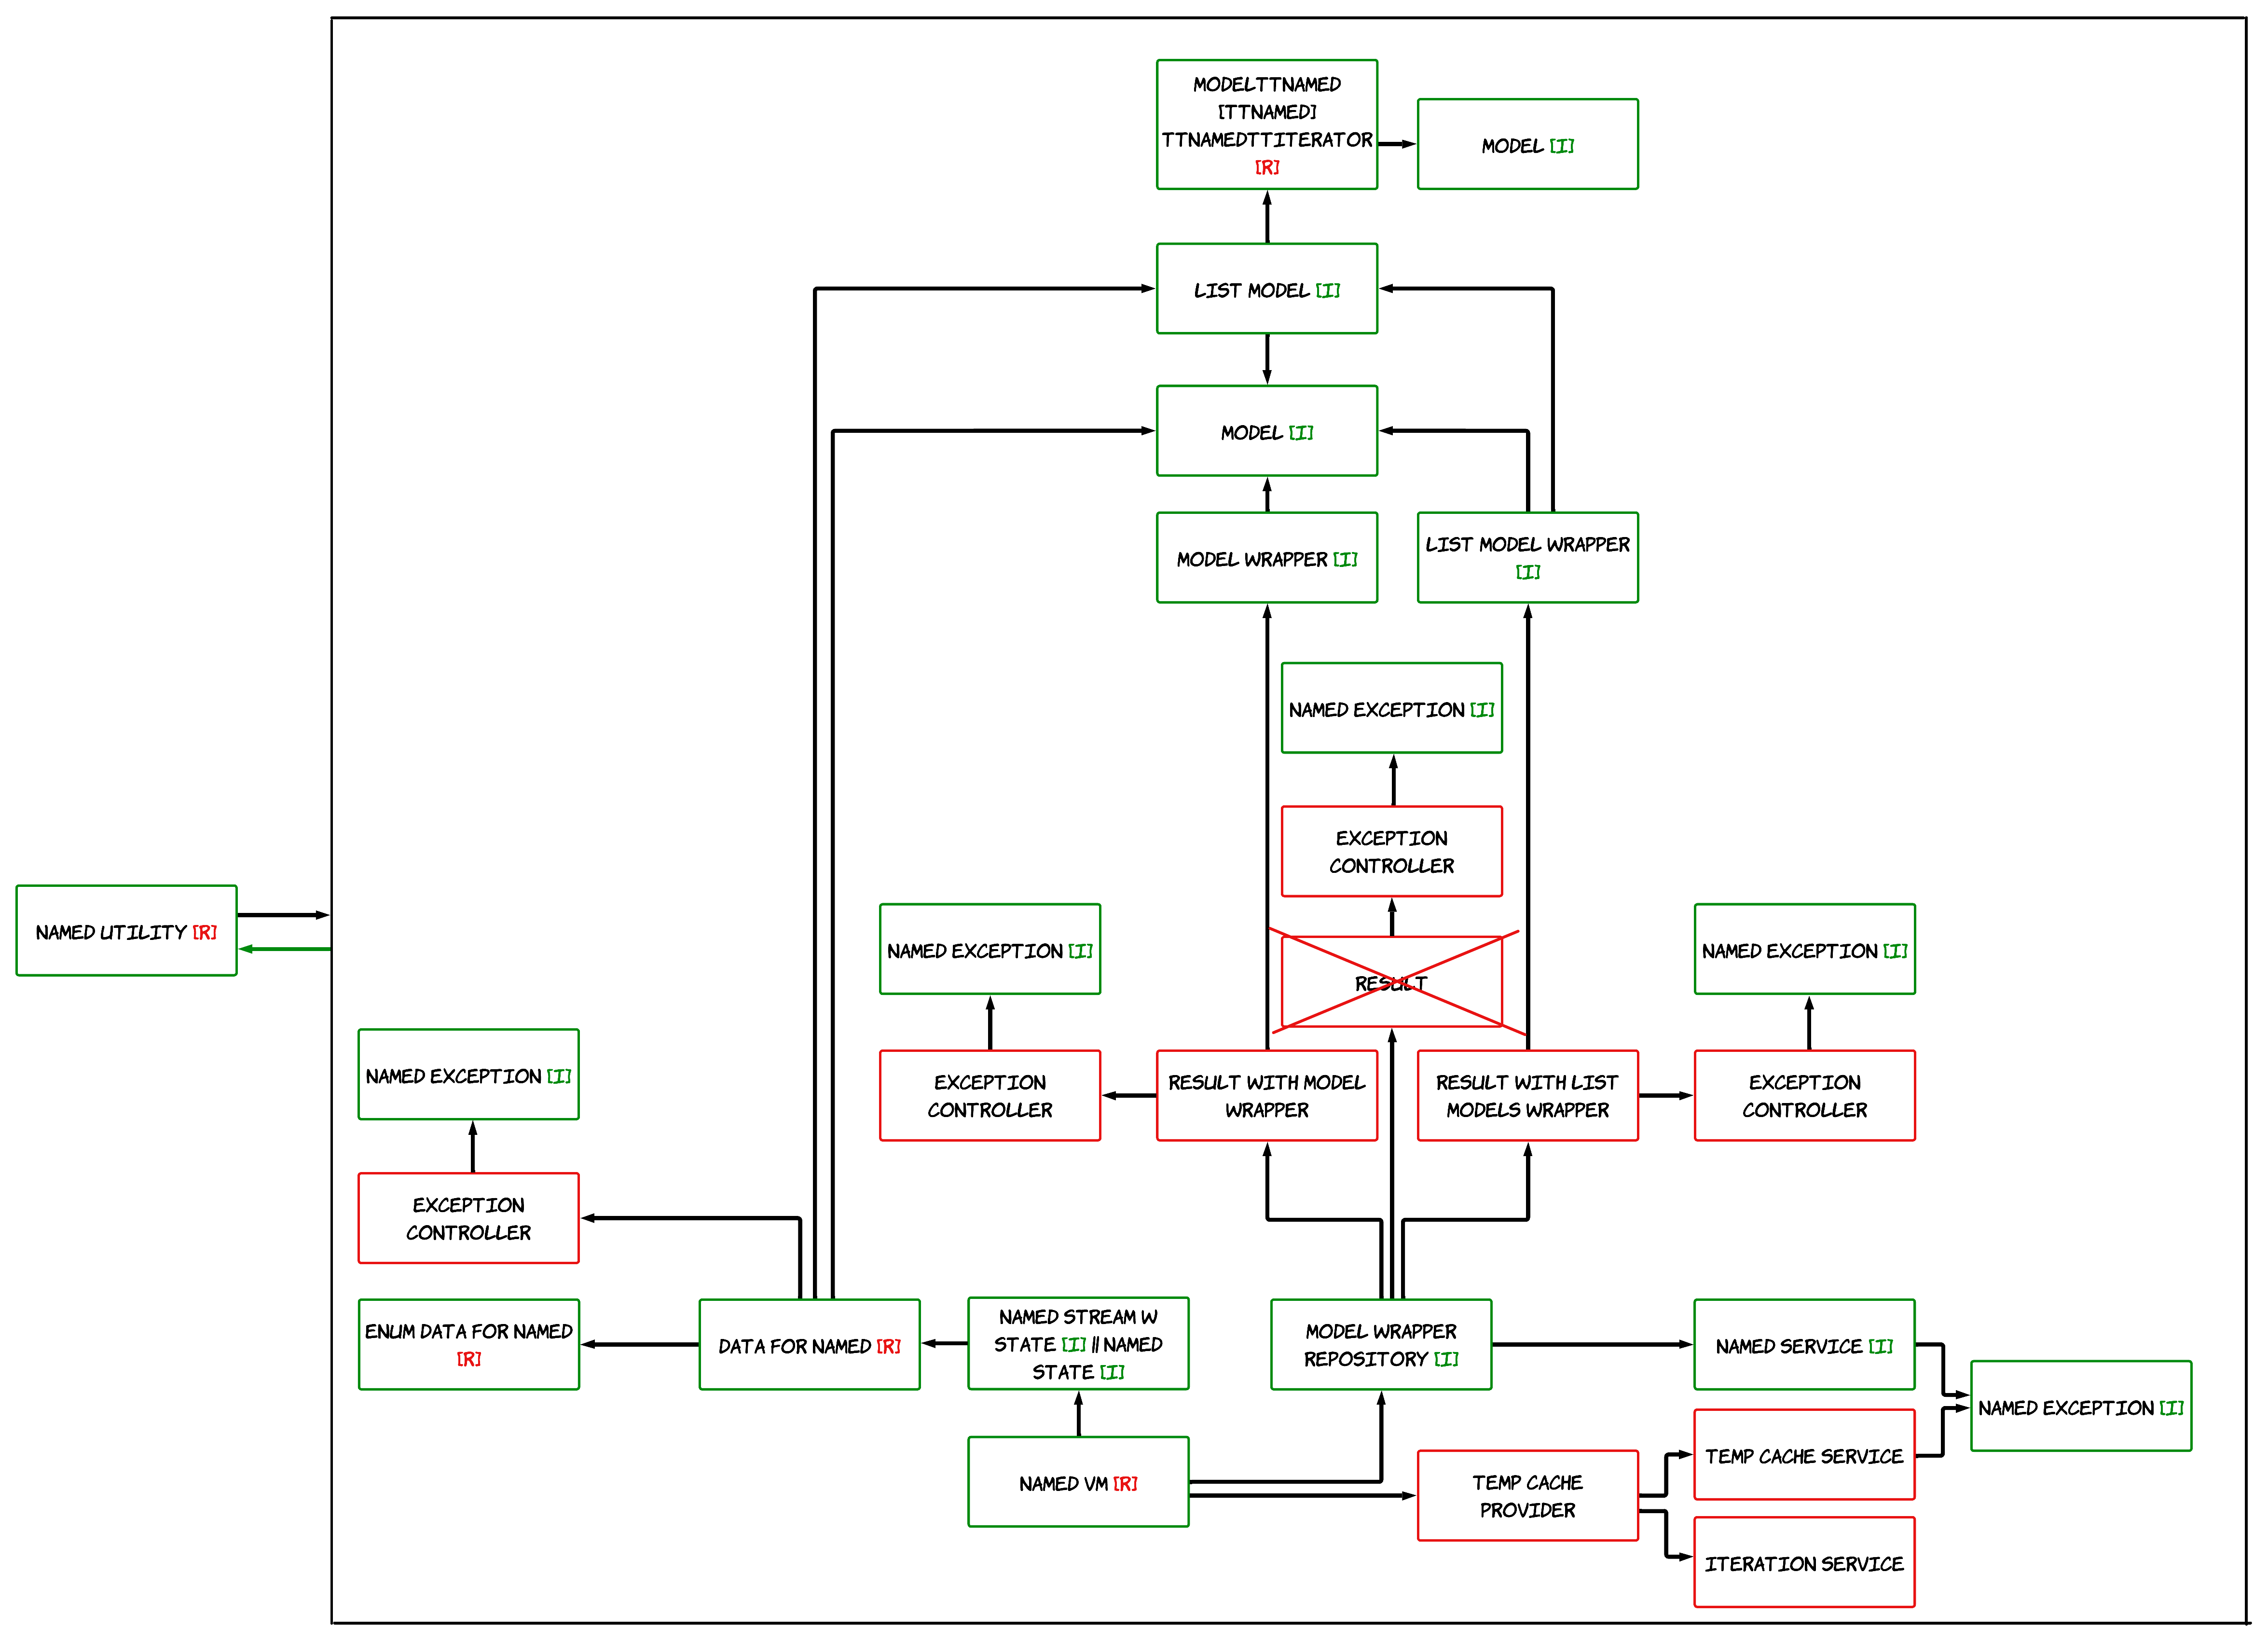 MODELTTNAMED
[TTNAMED]
TTNAMEDTTITERATOR
[R]
MODEL [I]
LIST MODEL [I]
MODEL [I]
MODEL WRAPPER [I]
LIST MODEL WRAPPER
[I]
NAMED EXCEPTION [I]
EXCEPTION
CONTROLLER
NAMED UTILITY [R]
NAMED EXCEPTION [I]
RESULT
NAMED EXCEPTION [I]
NAMED EXCEPTION [I]
EXCEPTION
CONTROLLER
RESULT WITH MODEL
WRAPPER
RESULT WITH LIST
MODELS WRAPPER
EXCEPTION
CONTROLLER
EXCEPTION
CONTROLLER
ENUM DATA FOR NAMED
[R]
DATA FOR NAMED [R]
NAMED STREAM W
STATE [I] // NAMED
STATE [I]
MODEL WRAPPER
REPOSITORY [I]
NAMED SERVICE [I]
NAMED EXCEPTION [I]
NAMED VM [R]
TEMP CACHE
PROVIDER
TEMP CACHE SERVICE
ITERATION SERVICE